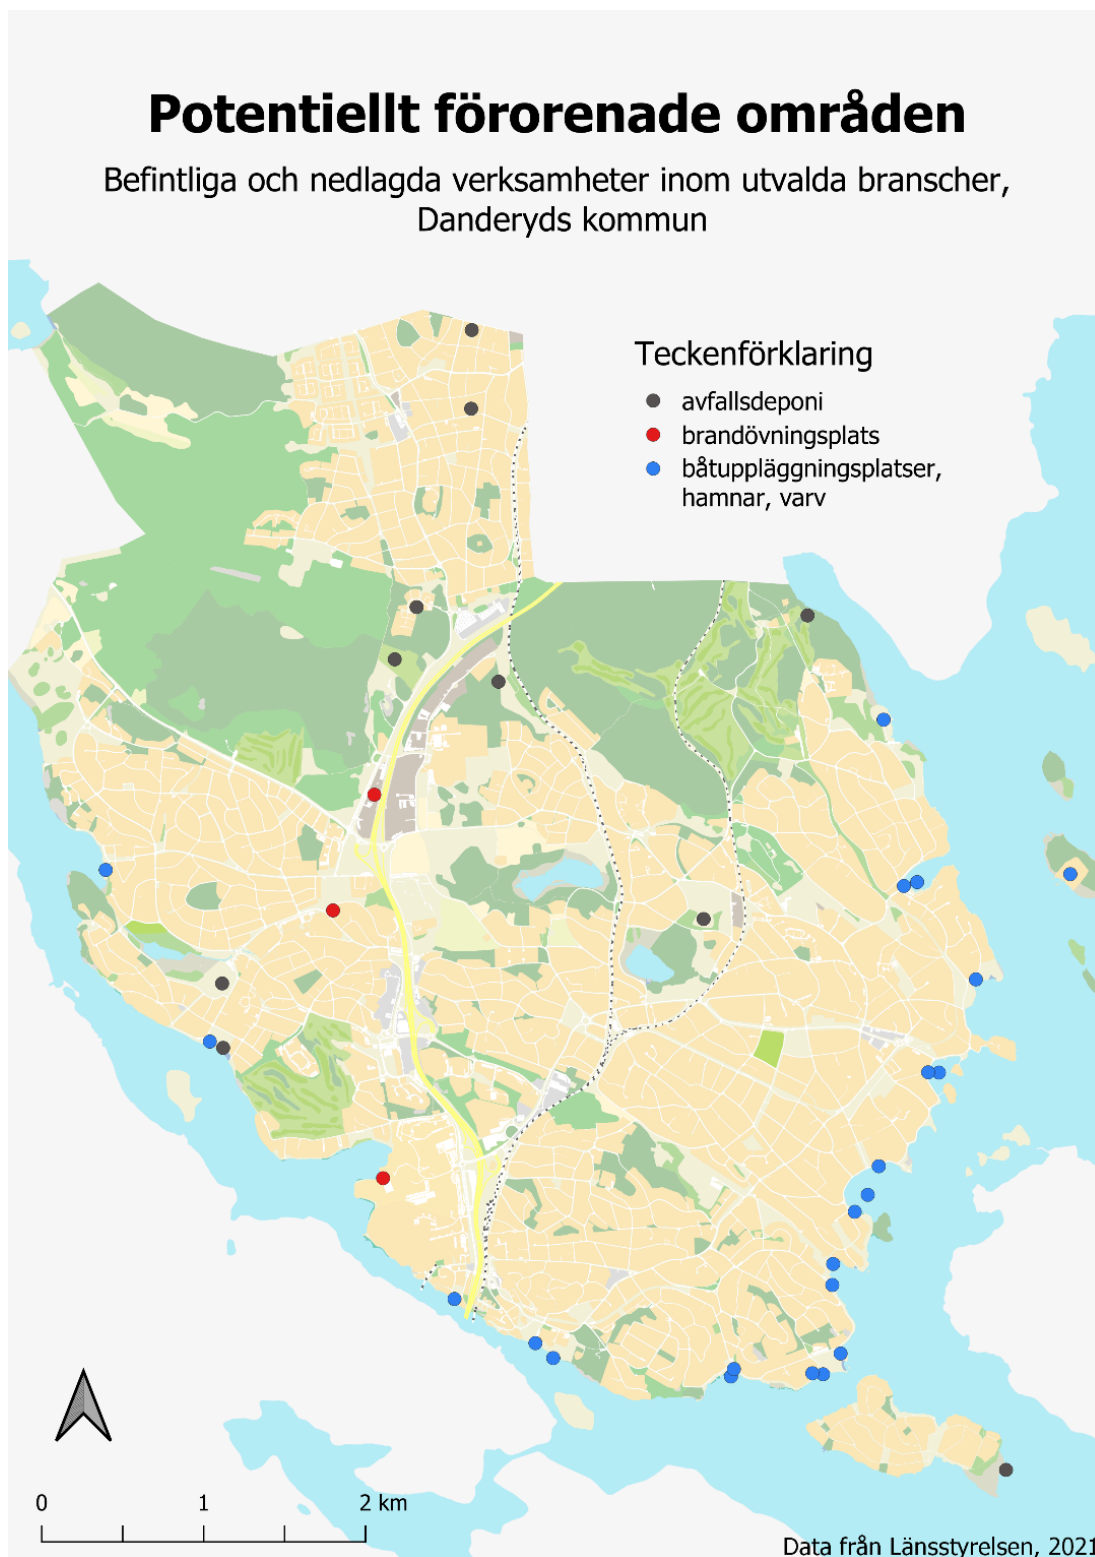 Potentiellt förorenade områden
Befintliga och nedlagda verksamheter inom utvalda branscher,
Danderyds kommun
Teckenförklaring
avfallsdeponi
brandövningsplats
båtuppläggningsplatser,
hamnar, varv
0 1 2 km
Data från Länsstyrelsen, 2021